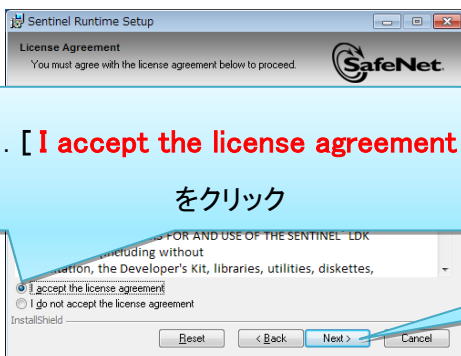 Sentinel Runtime Setup
License Agreement
You must agree with the license agreement below to proceed.
SafeNet.
. [ I accept the license agreement
をクリック
FOR AND USE OF THE SENTINEL® LDK
including without
the Developer's Kit, libraries, utilities, diskettes,
I accept the license agreement
I do not accept the license agreement
InstallShield
Reset
< Back
Next >
Cancel